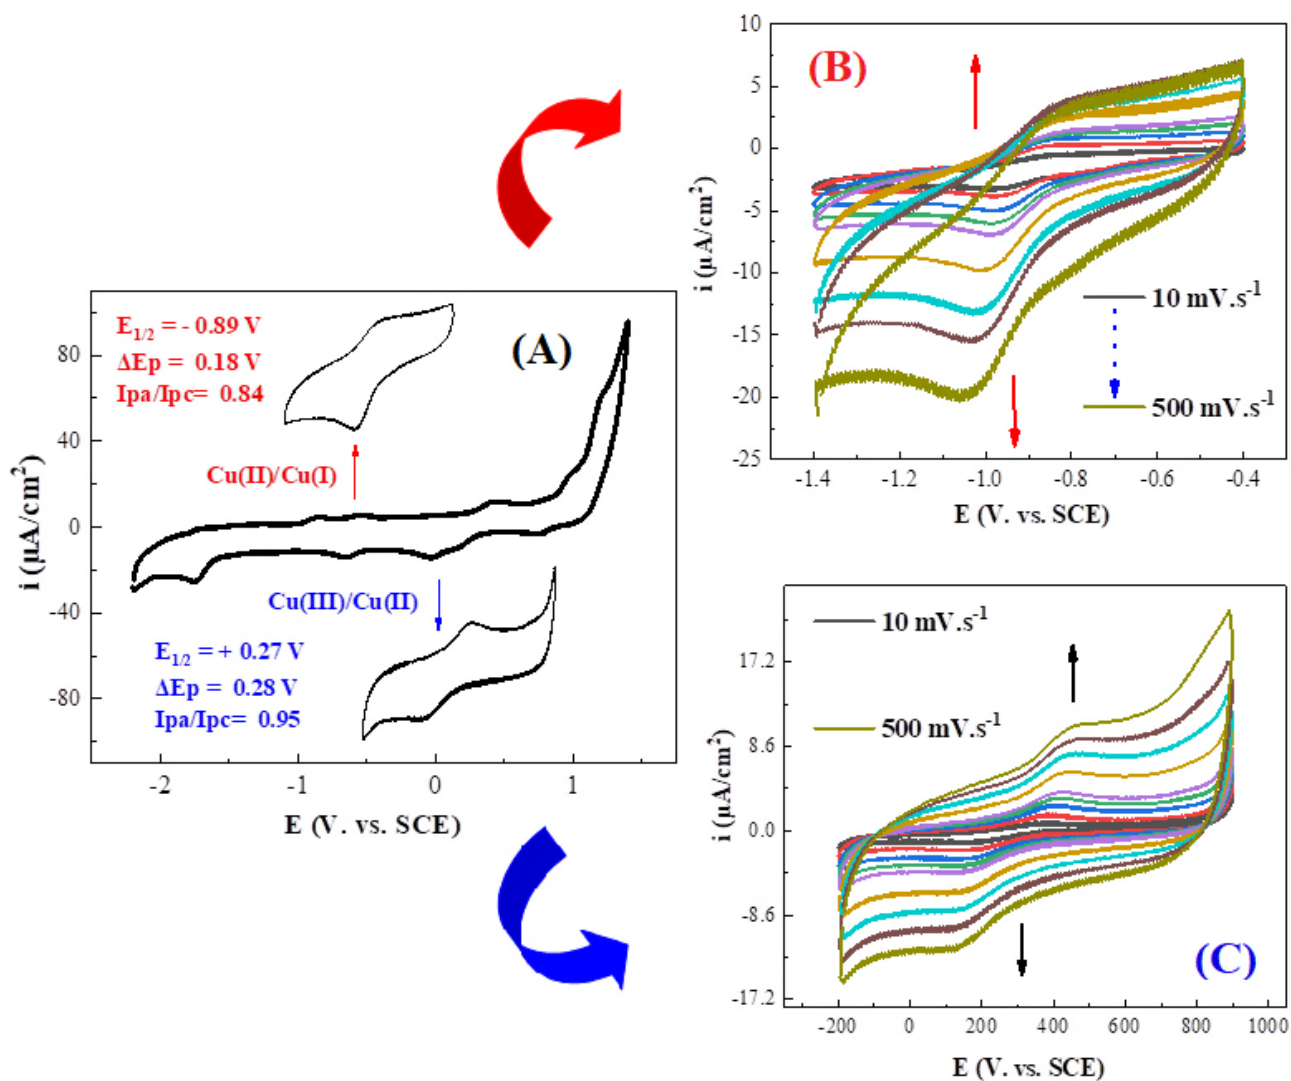 (A)
E1/2 = - 0.89 V
ΔEp = 0.18 V
Ipa/Ipc= 0.84
Cu(II)/Cu(I)
Cu(III)/Cu(II)
E1/2 = + 0.27 V
ΔEp = 0.28 V
Ipa/Ipc= 0.95
i (µA/cm²)
80
40
0
-40
-80
-2
-1
0
1
E (V. vs. SCE)
(B)
i (µA/cm²)
10
5
0
-5
-10
-15
-20
-25
10 mV.s⁻¹
500 mV.s⁻¹
-1.4
-1.2
-1.0
-0.8
-0.6
-0.4
E (V. vs. SCE)
10 mV.s⁻¹
500 mV.s⁻¹
i (µA/cm²)
17.2
8.6
0.0
-8.6
-17.2
(C)
-200
0
200
400
600
800
1000
E (V. vs. SCE)